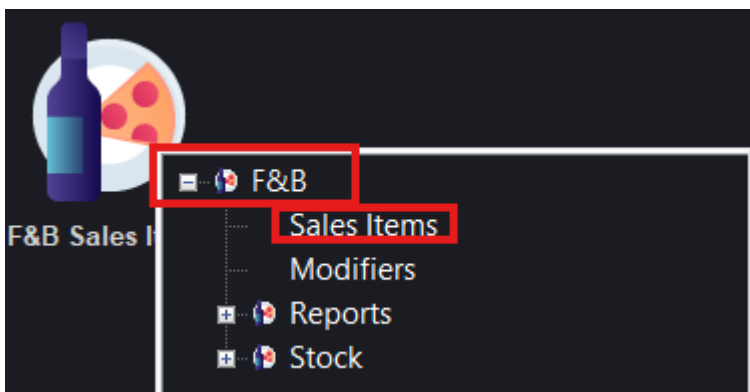 F&B
Sales Items
F&B Sales
Modifiers
Reports
Stock